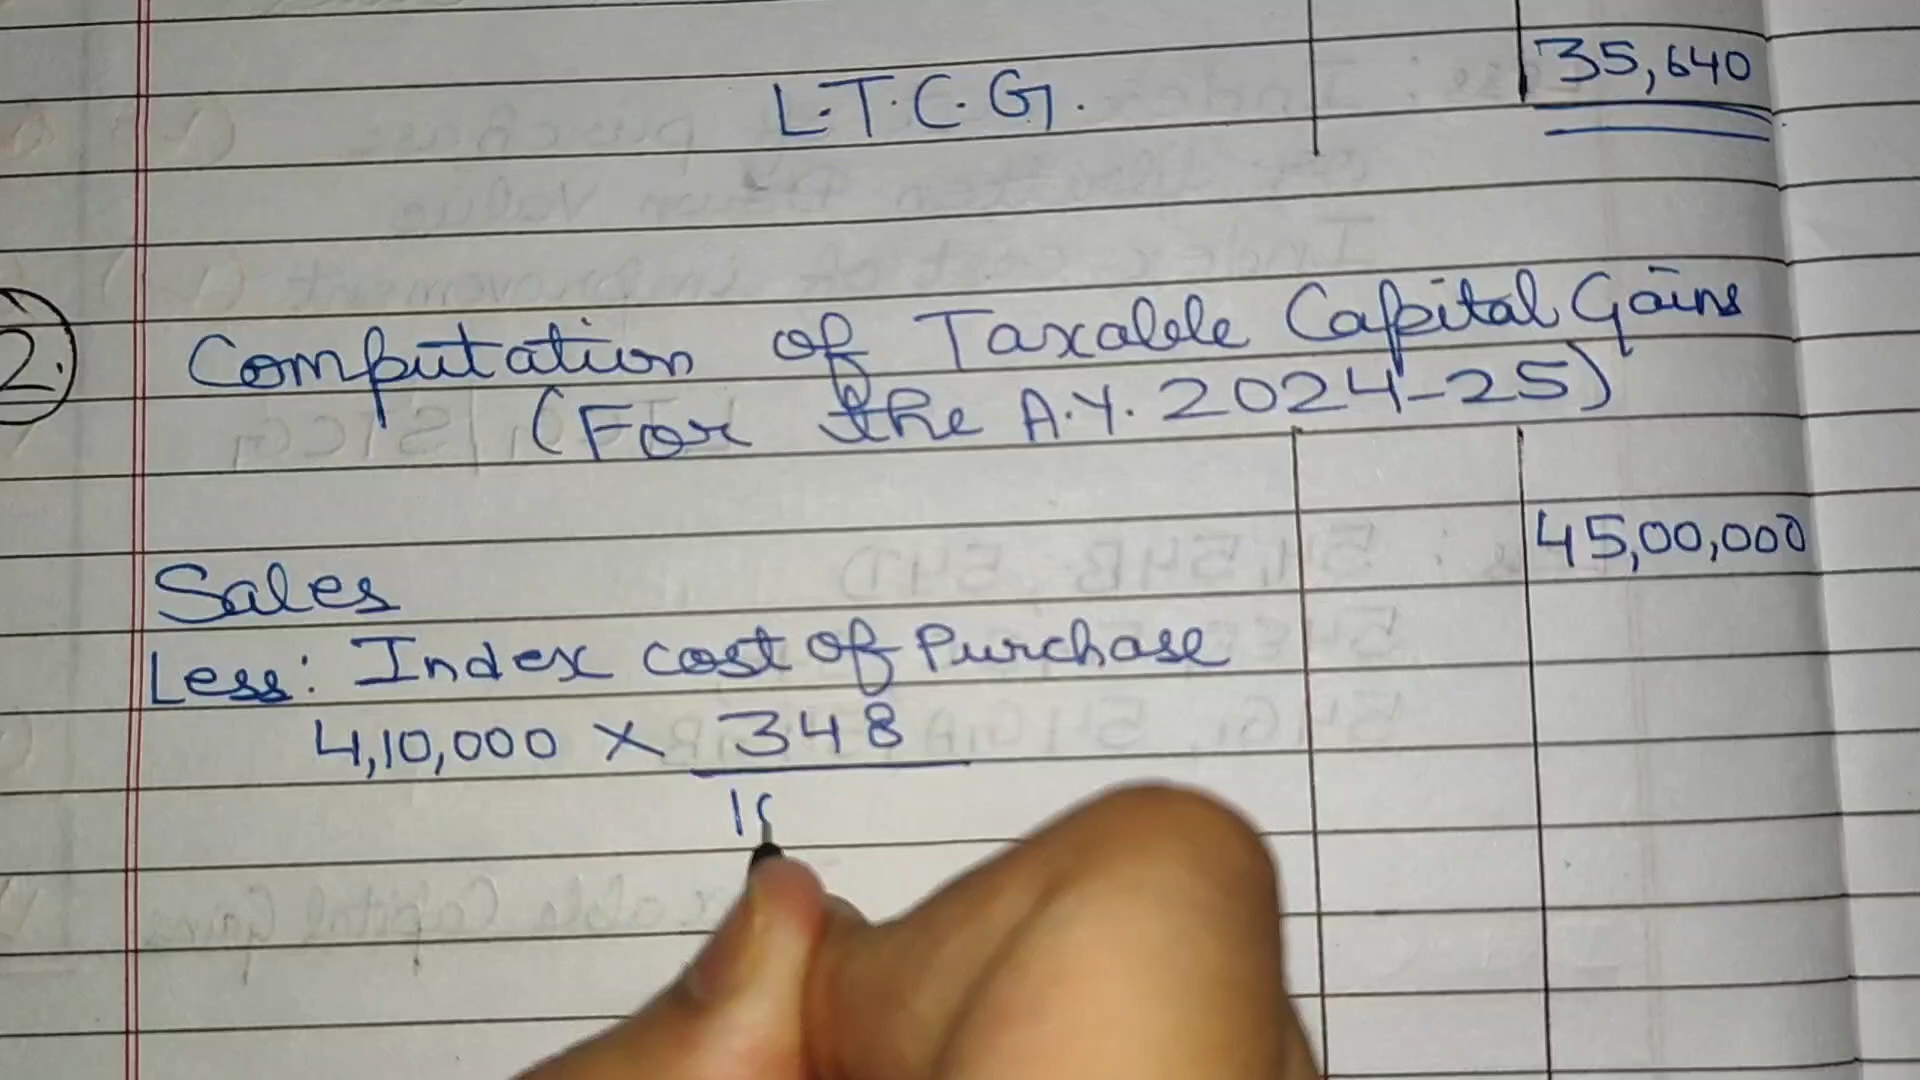 L.T.C.G. 35,640
2. Computation of Taxable Capital Gains
(For the A.Y. 2024-25)
Sales 45,00,000
Less: Index cost of Purchase
4,10,000 × 348
1